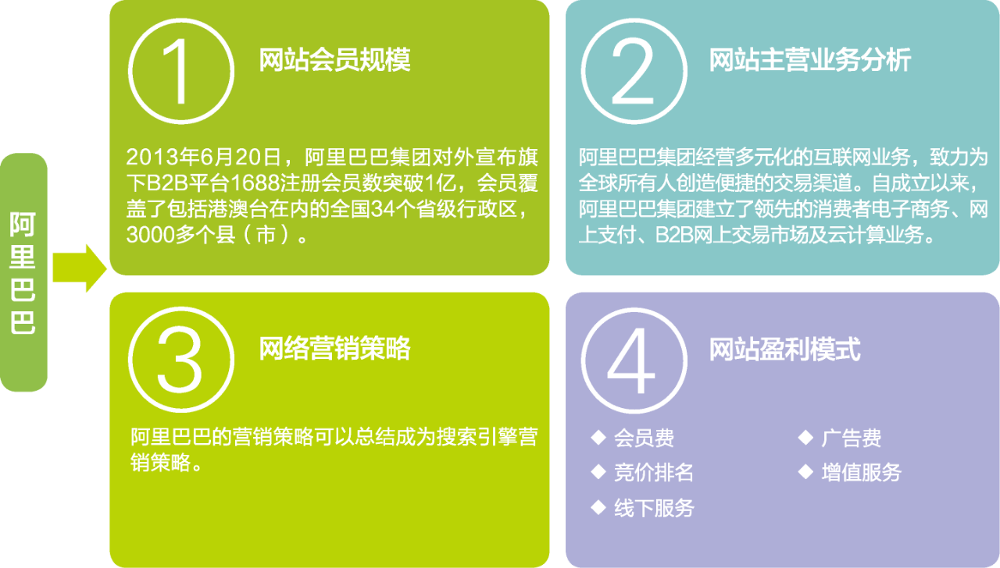 阿里巴巴
1
网站会员规模
2013年6月20日，阿里巴巴集团对外宣布旗
下B2B平台1688注册会员数突破1亿，会员覆
盖了包括港澳台在内的全国34个省级行政区，
3000多个县（市）。
2
网站主营业务分析
阿里巴巴集团经营多元化的互联网业务，致力为
全球所有人创造便捷的交易渠道。自成立以来，
阿里巴巴集团建立了领先的消费者电子商务、网
上支付、B2B网上交易市场及云计算业务。
3
网络营销策略
阿里巴巴的营销策略可以总结成为搜索引擎营
销策略。
4
网站盈利模式
◆ 会员费
◆ 广告费
◆ 竞价排名
◆ 增值服务
◆ 线下服务